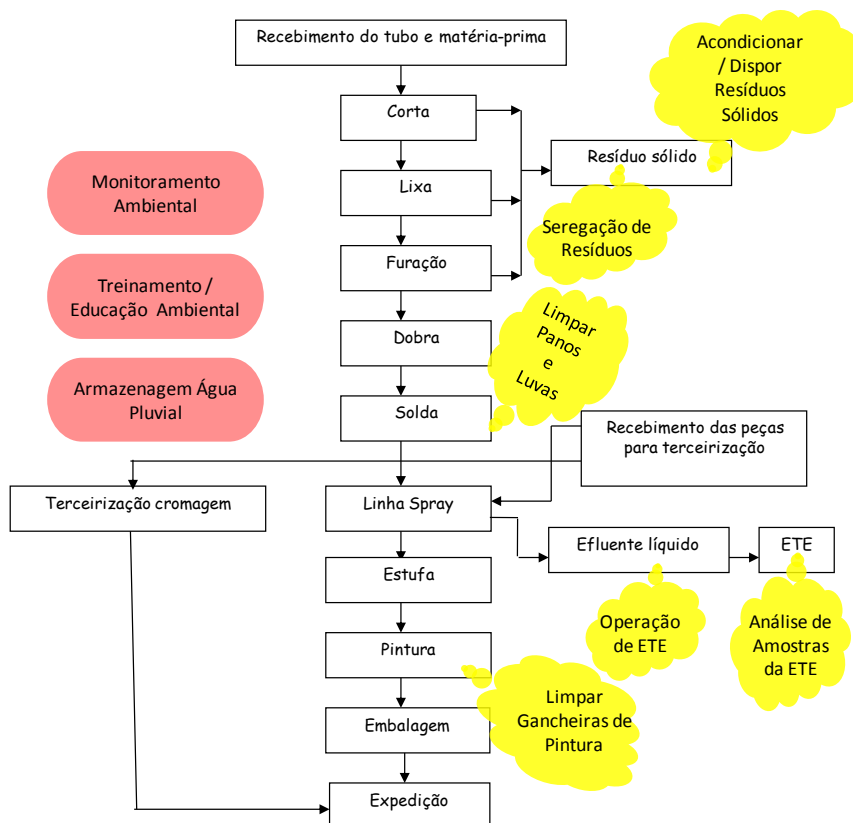 Recebimento do tubo e matéria-prima
Acondicionar
/ Dispor
Resíduos
Sólidos
Corta
Resíduo sólido
Monitoramento
Ambiental
Lixa
Seregação de
Resíduos
Furação
Treinamento /
Educação Ambiental
Dobra
Limpar
Panos
e
Luvas
Armazenagem Água
Pluvial
Solda
Recebimento das peças
para terceirização
Terceirização cromagem
Linha Spray
Efluente líquido
ETE
Estufa
Operação
de ETE
Análise de
Amostras
da ETE
Pintura
Limpar
Gancheiras de
Pintura
Embalagem
Expedição